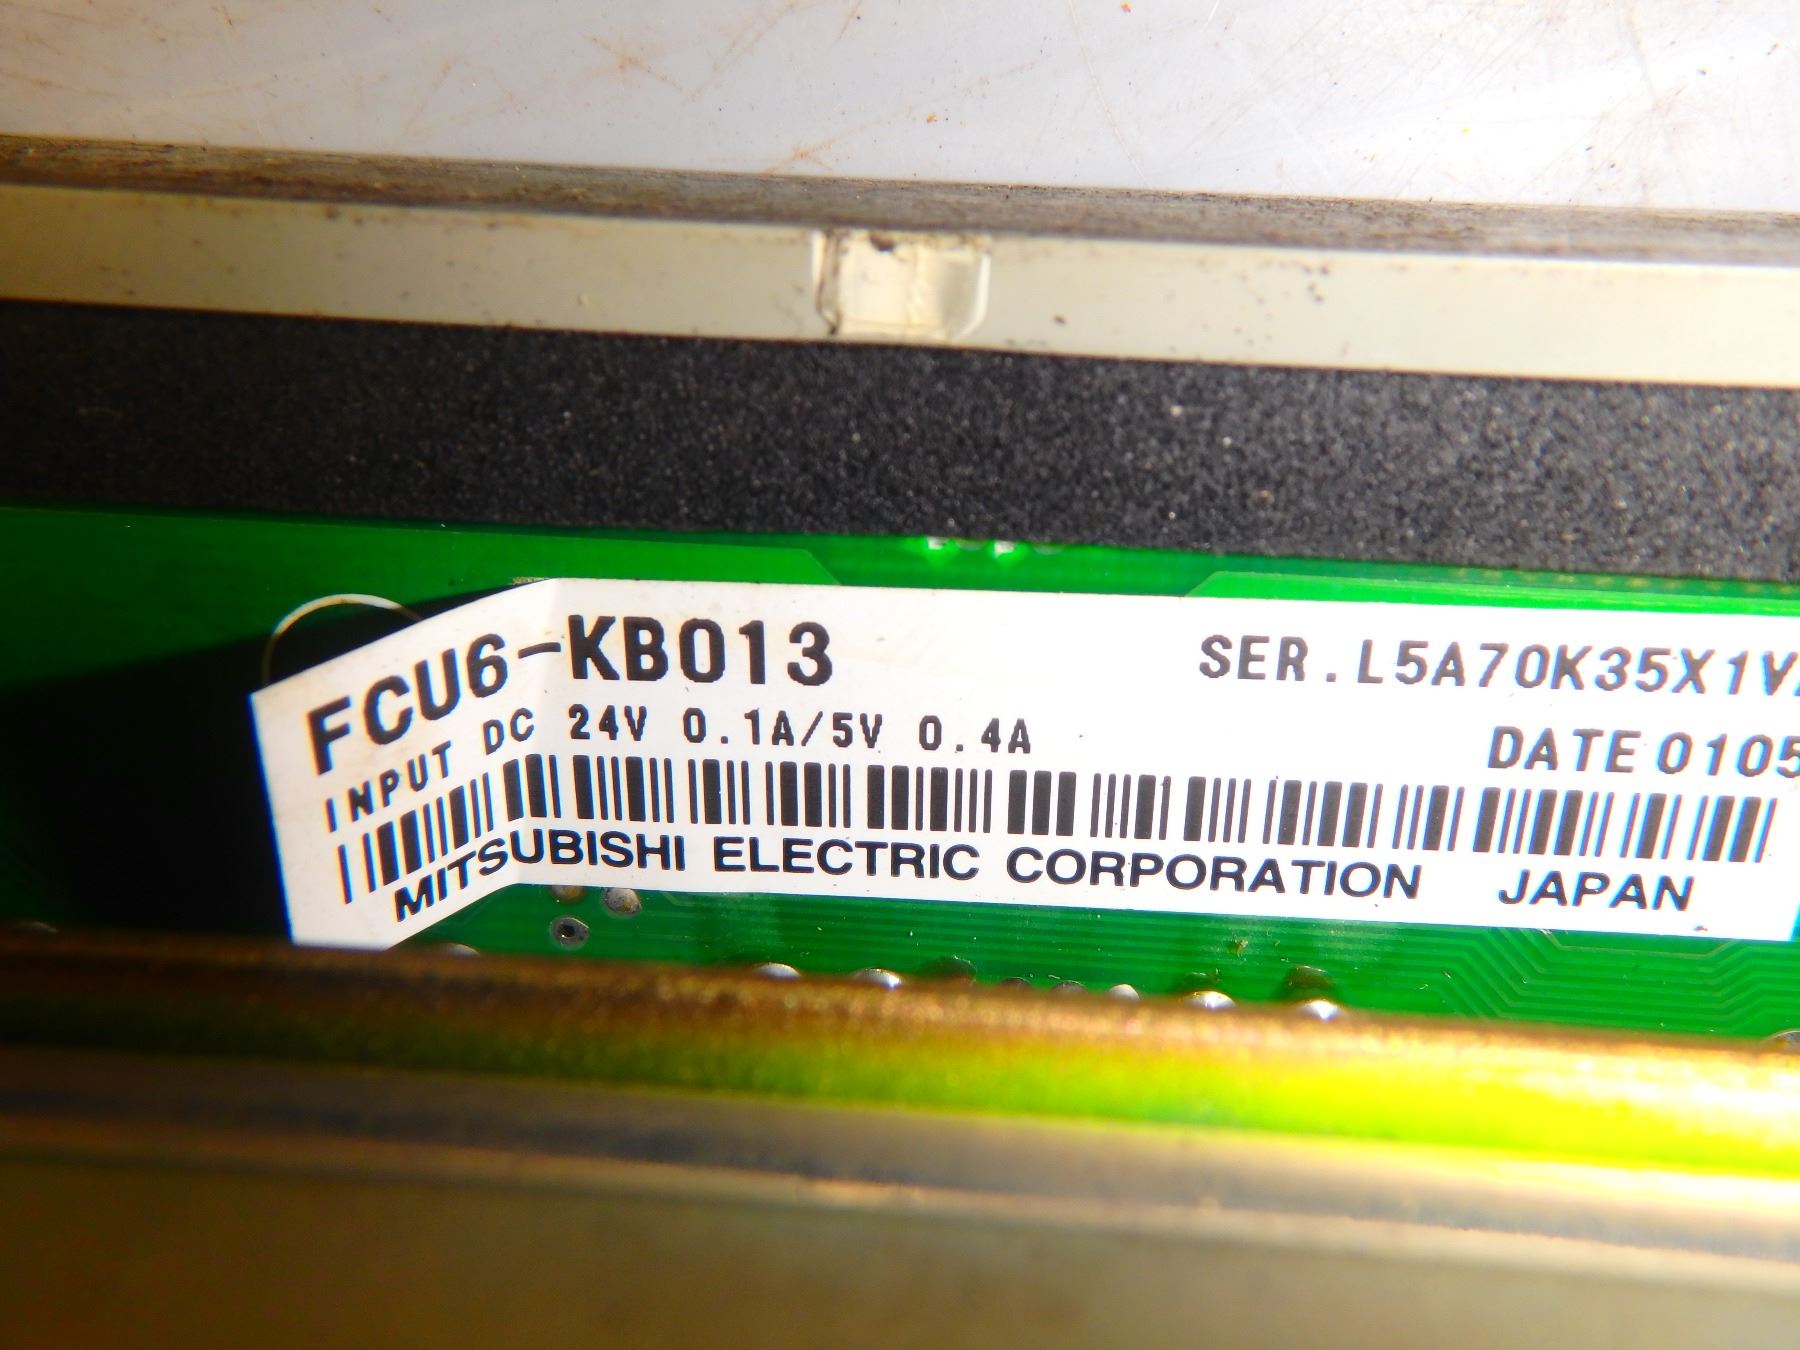 FCU6-KB013 SER.L5A70K35X1V
INPUT DC 24V 0.1A/5V 0.4A DATE 0105
MITSUBISHI ELECTRIC CORPORATION JAPAN